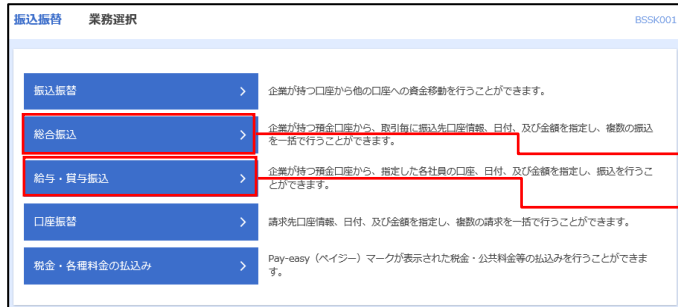 振込振替 業務選択 BSSK001
振込振替 企業が持つ口座から他の口座への資金移動を行うことができます。
総合振込 企業が持つ預金口座から、取引毎に振込先口座情報、日付、及び金額を指定し、複数の振込
を一括で行うことができます。
給与・賞与振込 企業が持つ預金口座から、指定した各社員の口座、日付、及び金額を指定し、振込を行うこ
とができます。
口座振替 請求先口座情報、日付、及び金額を指定し、複数の請求を一括で行うことができます。
税金・各種料金の払込み Pay-easy（ペイジー）マークが表示された税金・公共料金等の払込みを行うことができま
す。